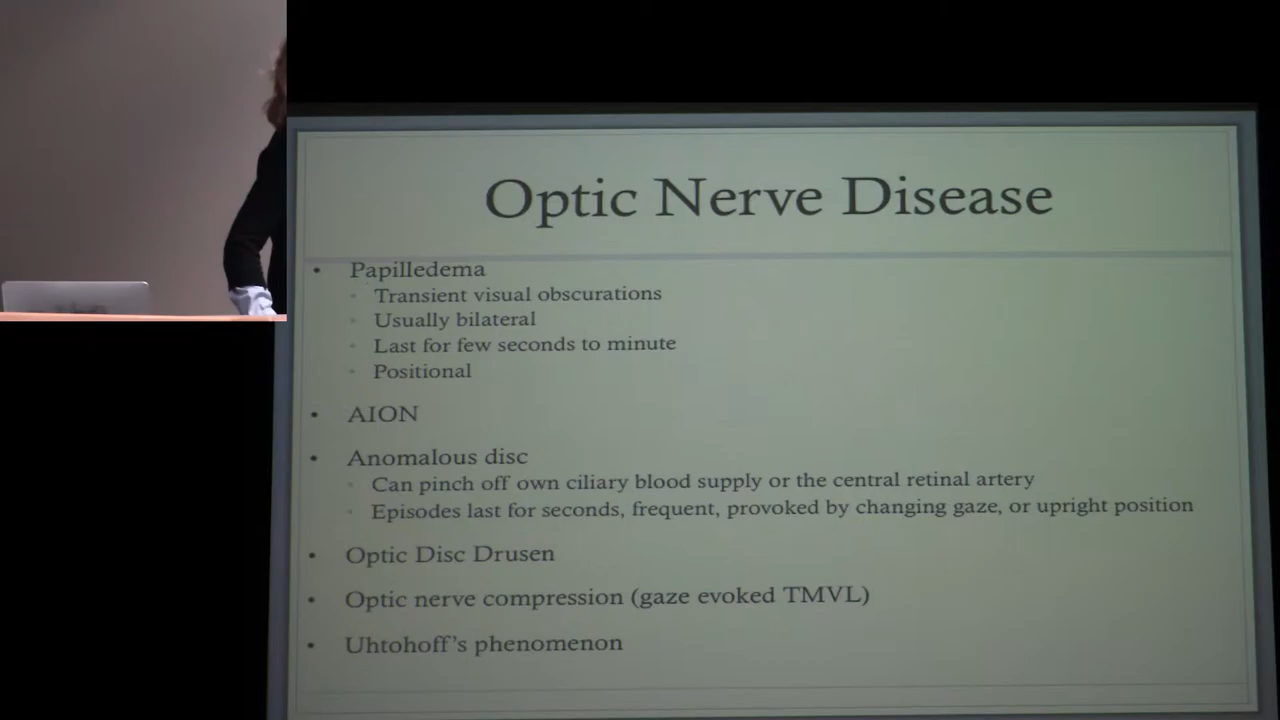 Optic Nerve Disease
• Papilledema
◦ Transient visual obscurations
◦ Usually bilateral
◦ Last for few seconds to minute
◦ Positional
• AION
• Anomalous disc
◦ Can pinch off own ciliary blood supply or the central retinal artery
◦ Episodes last for seconds, frequent, provoked by changing gaze, or upright position
• Optic Disc Drusen
• Optic nerve compression (gaze evoked TMVL)
• Uhtohoff's phenomenon